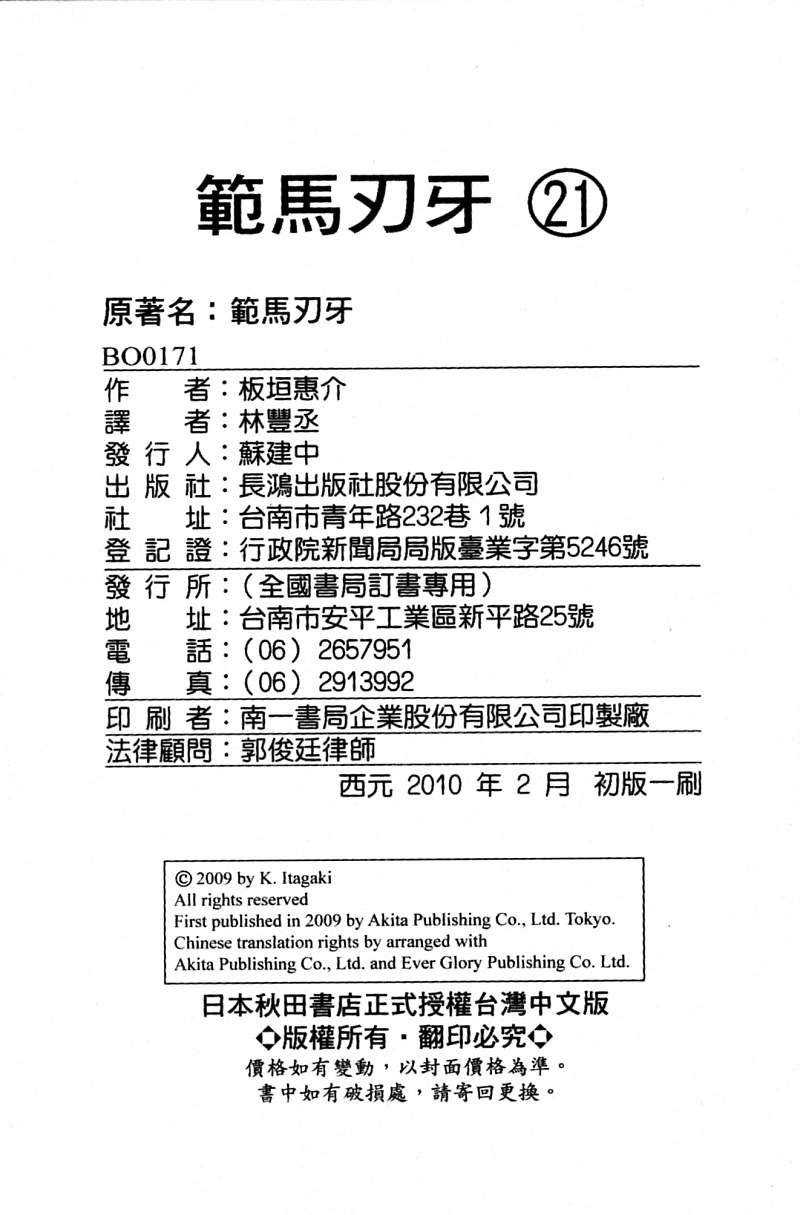 範馬刃牙 ㉑
原著名：範馬刃牙
BO0171
作者：板垣惠介
譯者：林豐丞
發行人：蘇建中
出版社：長鴻出版社股份有限公司
社址：台南市青年路232巷1號
登記證：行政院新聞局局版臺業字第5246號
發行所：(全國書局訂書專用)
地址：台南市安平工業區新平路25號
電話：(06) 2657951
傳真：(06) 2913992
印刷者：南一書局企業股份有限公司印製廠
法律顧問：郭俊廷律師
西元 2010 年 2 月 初版一刷
© 2009 by K. Itagaki
All rights reserved
First published in 2009 by Akita Publishing Co., Ltd. Tokyo.
Chinese translation rights by arranged with
Akita Publishing Co., Ltd. and Ever Glory Publishing Co. Ltd.
日本秋田書店正式授權台灣中文版
◇版權所有・翻印必究◇
價格如有變動，以封面價格為準。
書中如有破損處，請寄回更換。